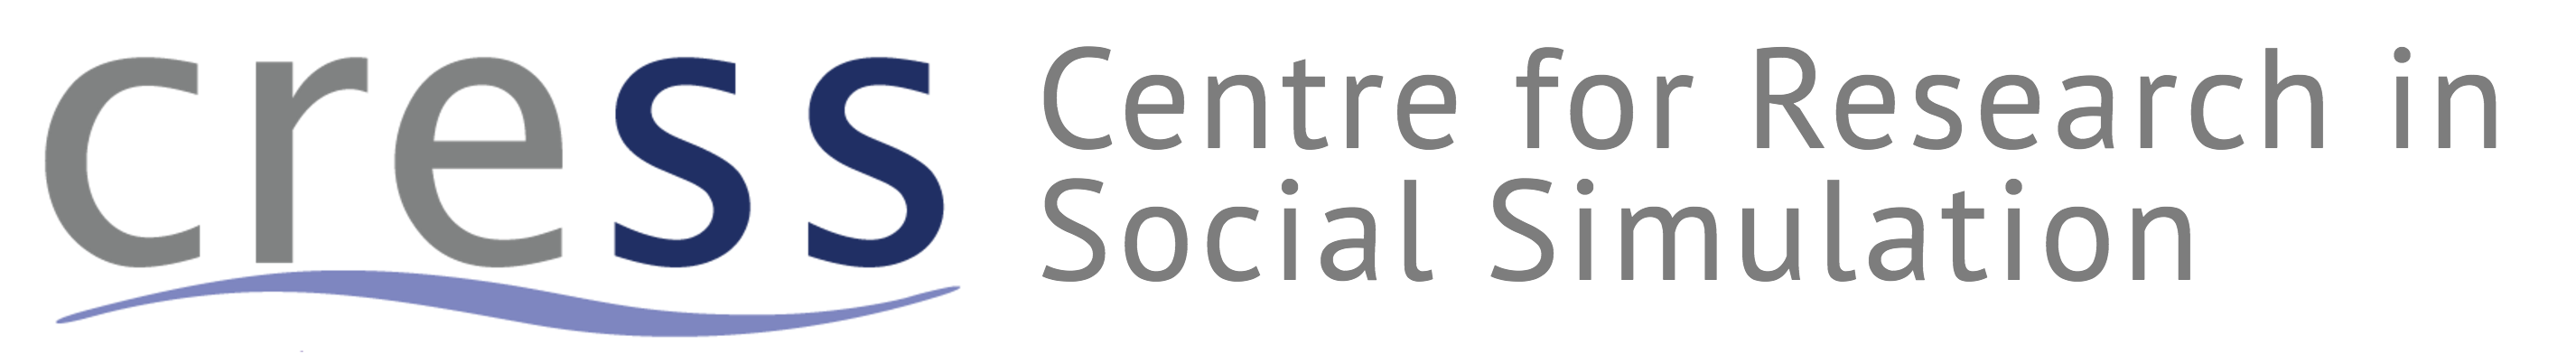 cress
Centre for Research in
Social Simulation